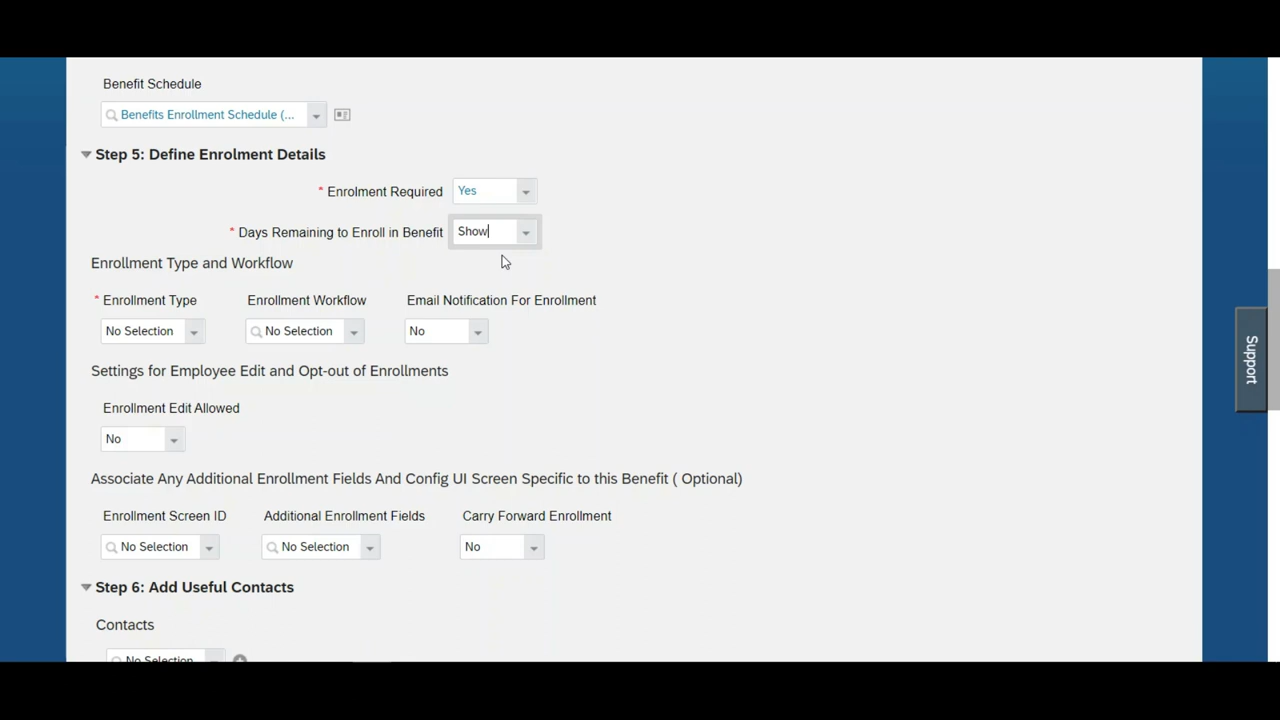 Benefit Schedule
Benefits Enrollment Schedule (...
Step 5: Define Enrolment Details
* Enrolment Required Yes
* Days Remaining to Enroll in Benefit Show
Enrollment Type and Workflow
* Enrollment Type Enrollment Workflow Email Notification For Enrollment
No Selection No Selection No
Settings for Employee Edit and Opt-out of Enrollments
Enrollment Edit Allowed
No
Associate Any Additional Enrollment Fields And Config UI Screen Specific to this Benefit ( Optional)
Enrollment Screen ID Additional Enrollment Fields Carry Forward Enrollment
No Selection No Selection No
Step 6: Add Useful Contacts
Contacts
No Selection
Support